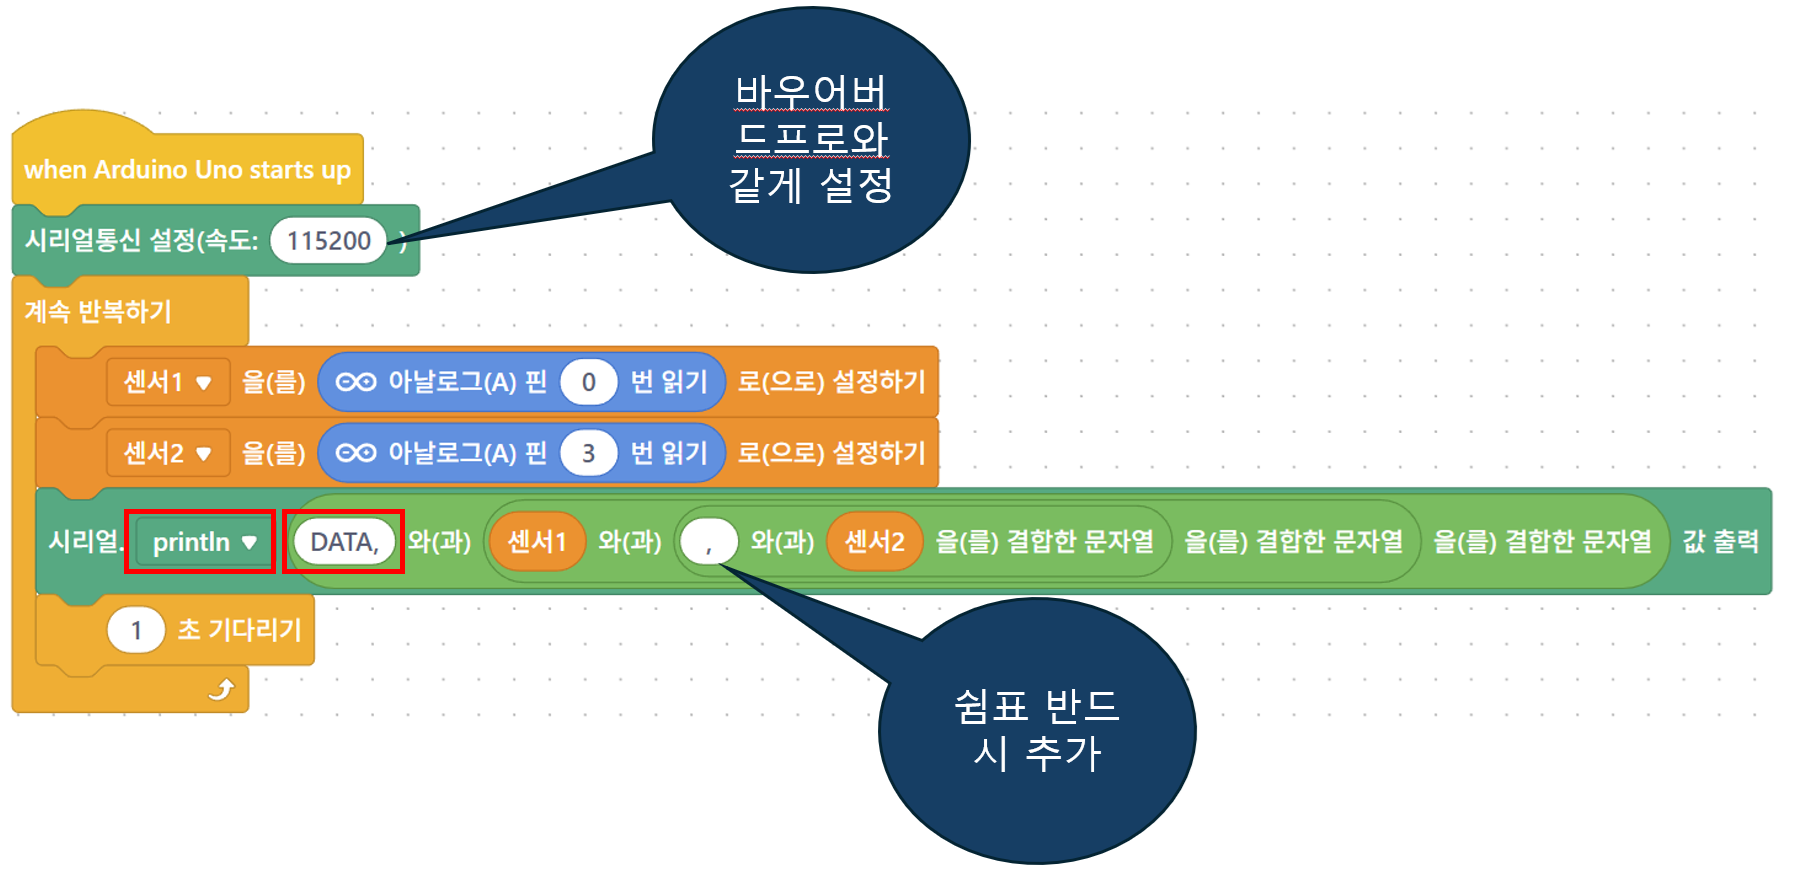 바우어버
드프로와
같게 설정
when Arduino Uno starts up
시리얼통신 설정(속도: 115200 )
계속 반복하기
센서1 을(를) 아날로그(A) 핀 0 번 읽기 로(으로) 설정하기
센서2 을(를) 아날로그(A) 핀 3 번 읽기 로(으로) 설정하기
시리얼. println DATA, 와(과) 센서1 와(과) , 와(과) 센서2 을(를) 결합한 문자열 을(를) 결합한 문자열 을(를) 결합한 문자열 값 출력
1 초 기다리기
쉼표 반드
시 추가